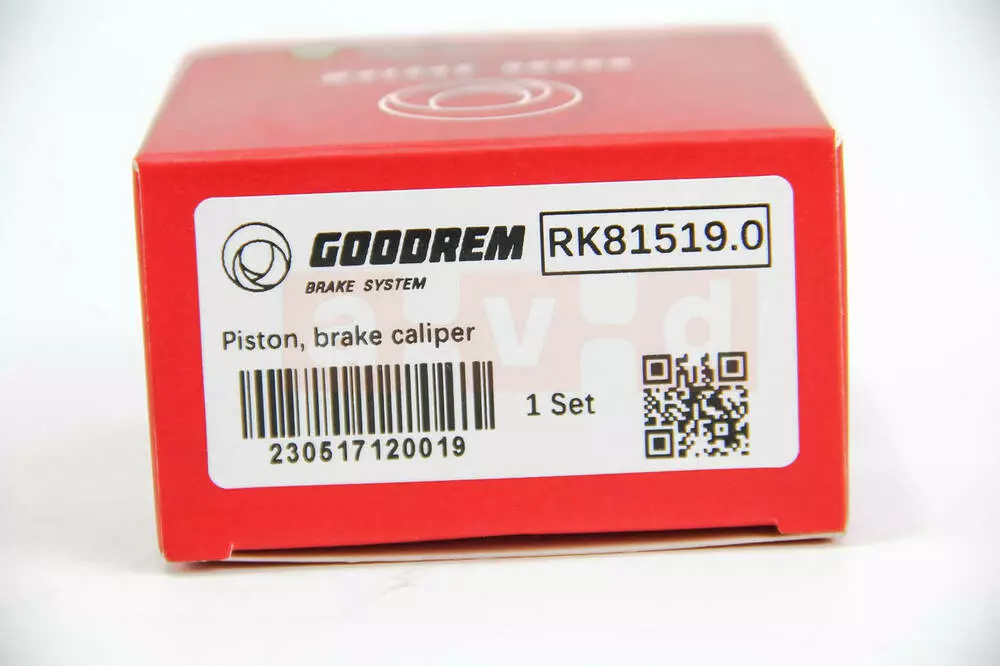 GOODREM
BRAKE SYSTEM
RK81519.0
Piston, brake caliper
1 Set
230517120019